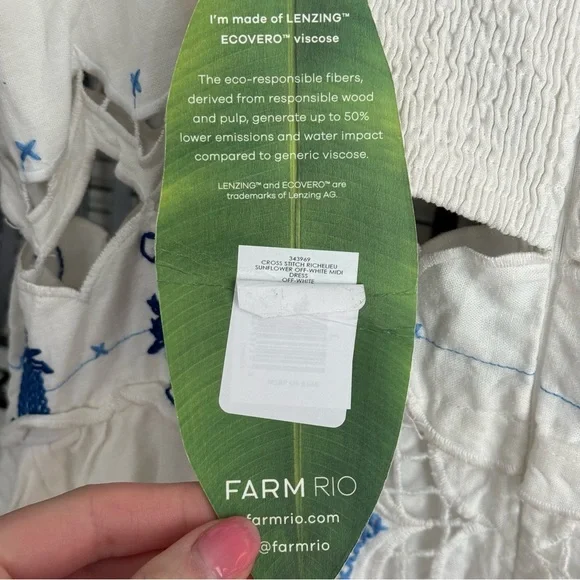 I'm made of LENZING™
ECOVERO™ viscose
The eco-responsible fibers,
derived from responsible wood
and pulp, generate up to 50%
lower emissions and water impact
compared to generic viscose.
LENZING™ and ECOVERO™ are
trademarks of Lenzing AG.
343969
CROSS STITCH RICHELIEU
SUNFLOWER OFF-WHITE MIDI
DRESS
OFF-WHITE
FARM RIO
farmrio.com
@farmrio